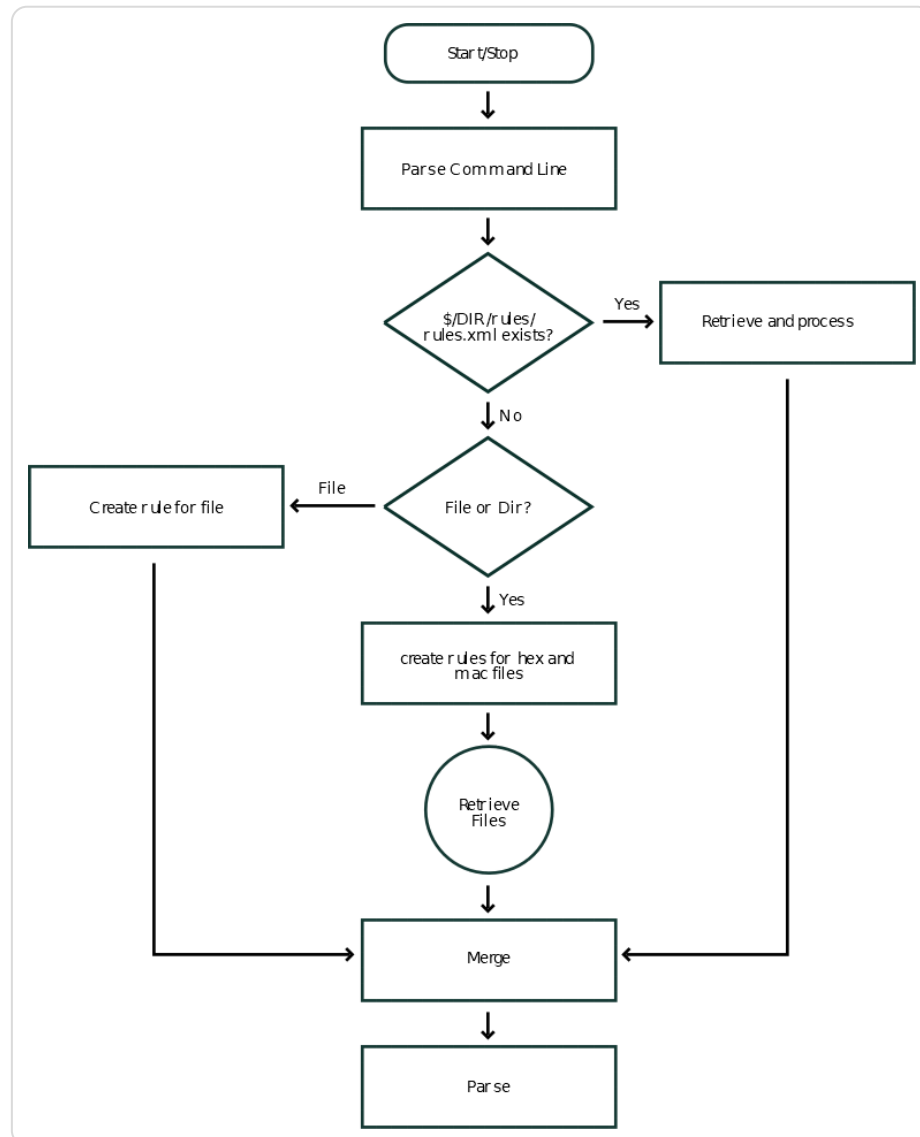 Start/Stop
Parse Command Line
$/DIR/rules/
rules.xml exists?
Yes
Retrieve and process
No
File
Create rule for file
File or Dir?
Yes
create rules for hex and
mac files
Retrieve
Files
Merge
Parse